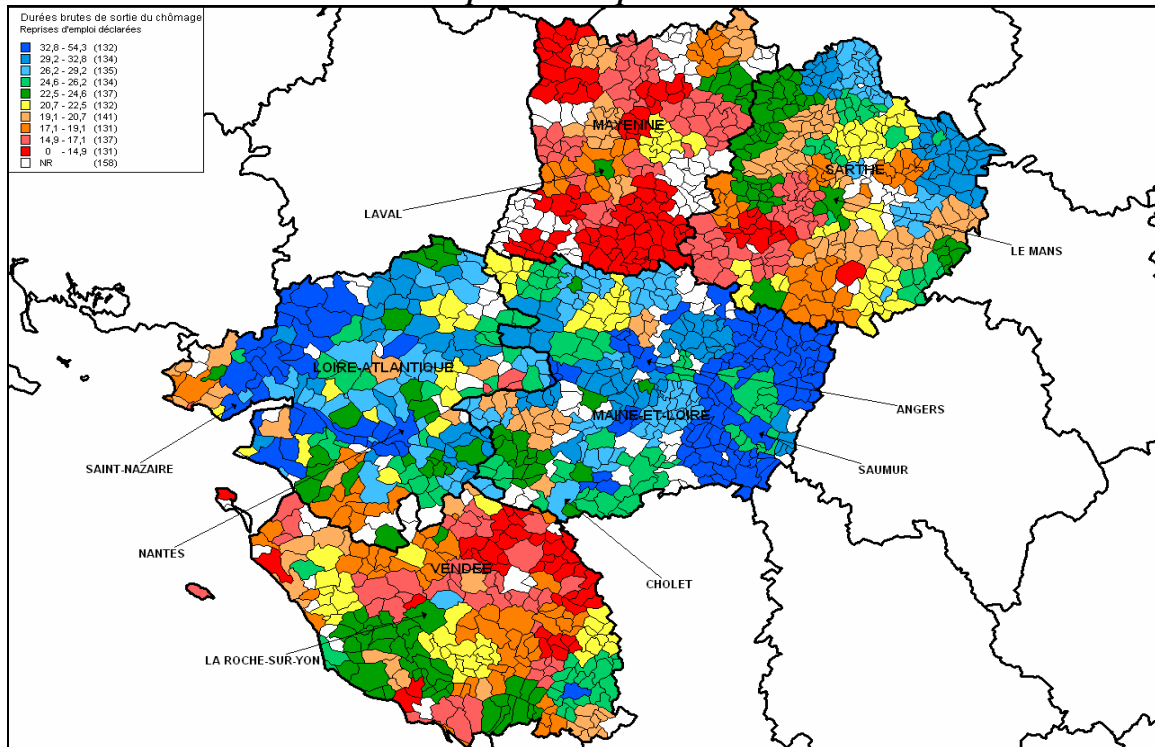 Durées brutes de sortie du chômage
Reprises d'emploi déclarées
32,8 - 54,3 (132)
29,2 - 32,8 (134)
26,2 - 29,2 (135)
24,6 - 26,2 (134)
22,5 - 24,6 (137)
20,7 - 22,5 (132)
19,1 - 20,7 (141)
17,1 - 19,1 (131)
14,9 - 17,1 (137)
0 - 14,9 (131)
NR (158)
MAYENNE
SARTHE
LAVAL
LE MANS
LOIRE-ATLANTIQUE
MAINE-ET-LOIRE
ANGERS
SAINT-NAZAIRE
SAUMUR
NANTES
VENDEE
CHOLET
LA ROCHE-SUR-YON